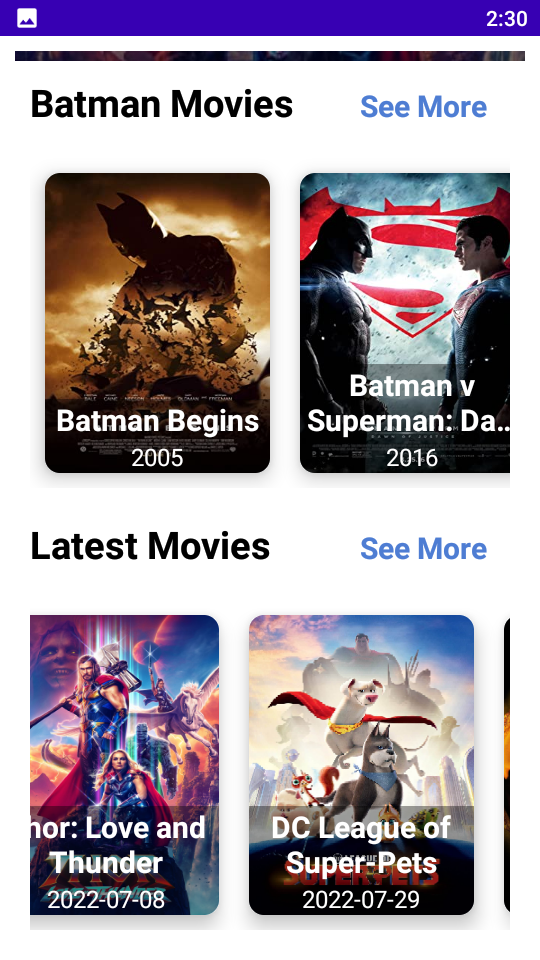 2:30
Batman Movies
See More
Batman Begins
2005
Batman v
Superman: Da...
2016
Latest Movies
See More
hor: Love and
Thunder
2022-07-08
DC League of
Super-Pets
2022-07-29